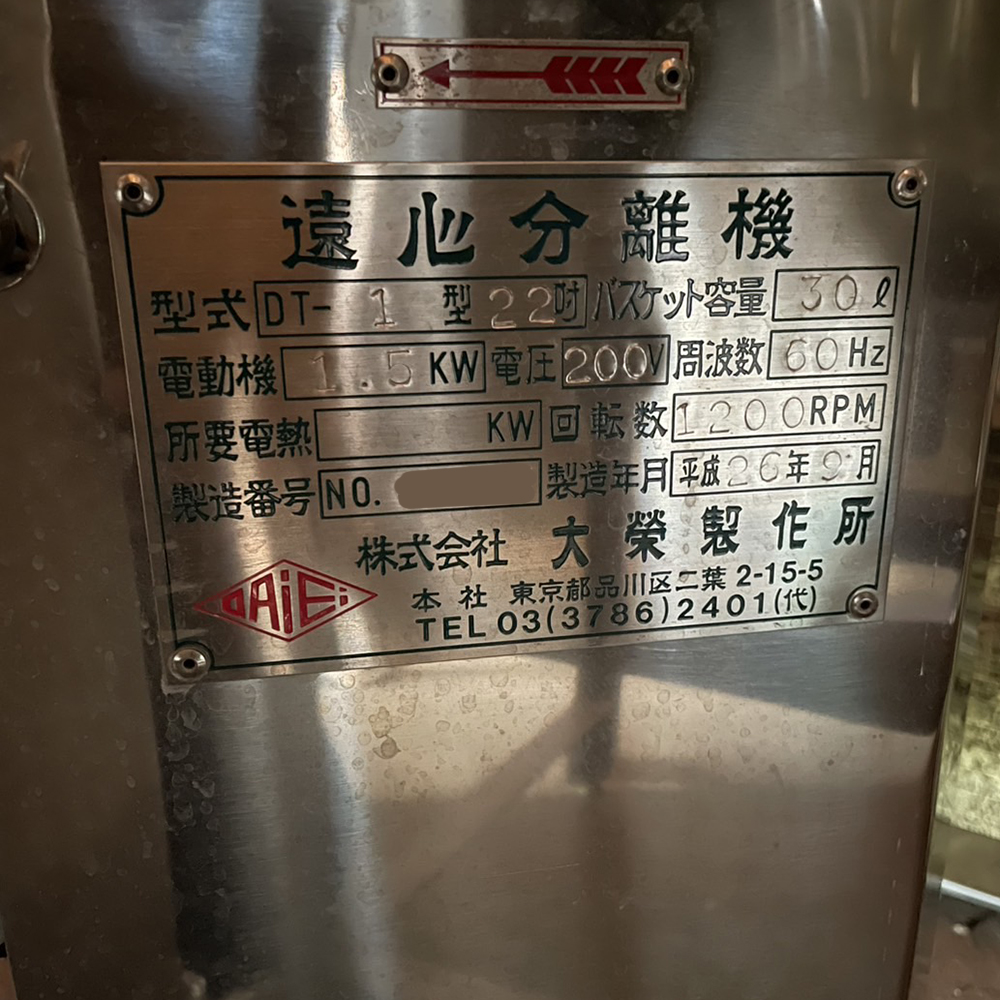 遠心分離機
型式 DT- 1 型 22吋 バスケット容量 30ℓ
電動機 1.5KW 電圧 200V 周波数 60Hz
所要電熱 KW 回転数 1200RPM
製造番号 NO. 製造年月 平成26年9月
株式会社 大榮製作所
DAiEi 本社 東京都品川区二葉 2-15-5
TEL 03(3786)2401(代)